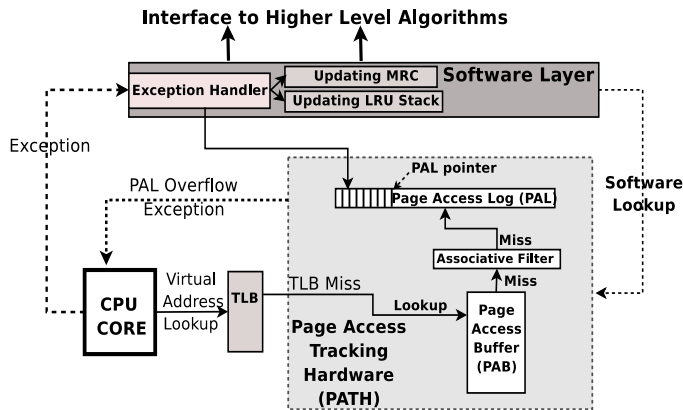 Interface to Higher Level Algorithms
Updating MRC
Software Layer
Exception Handler
Updating LRU Stack
Exception
PAL pointer
PAL Overflow
Exception
Page Access Log (PAL)
Software
Lookup
Miss
Associative Filter
Miss
CPU
CORE
Virtual
Address
Lookup
TLB
TLB Miss
Lookup
Page
Access
Buffer
(PAB)
Page Access
Tracking
Hardware
(PATH)